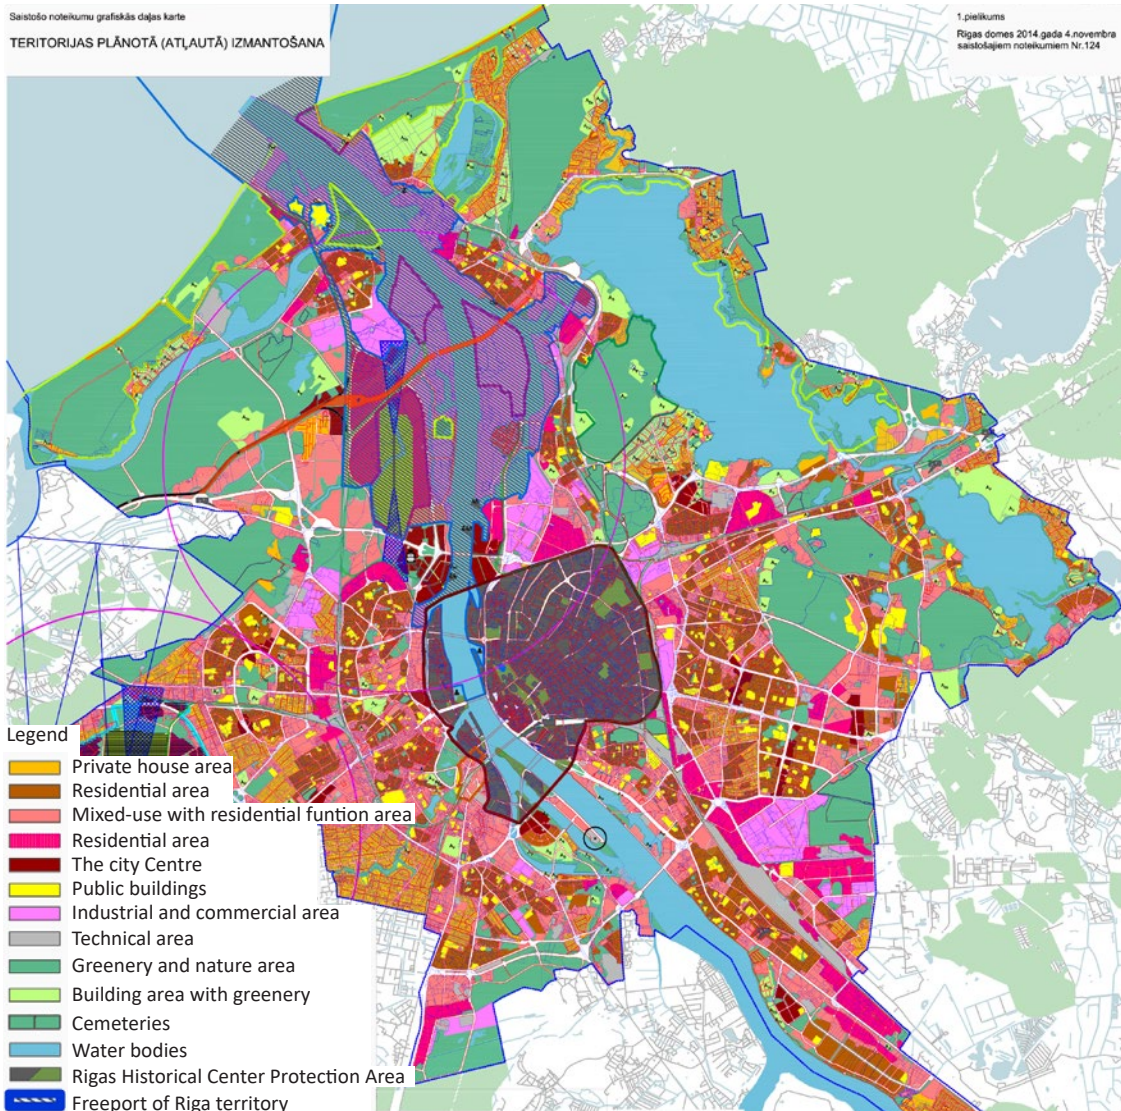 Saistošo noteikumu grafiskās daļas karte
TERITORIJAS PLĀNOTĀ (ATĻAUTĀ) IZMANTOŠANA
1.pielikums
Rīgas domes 2014.gada 4.novembra
saistošajiem noteikumiem Nr.124
Legend
Private house area
Residential area
Mixed-use with residential funtion area
Residential area
The city Centre
Public buildings
Industrial and commercial area
Technical area
Greenery and nature area
Building area with greenery
Cemeteries
Water bodies
Rigas Historical Center Protection Area
Freeport of Riga territory